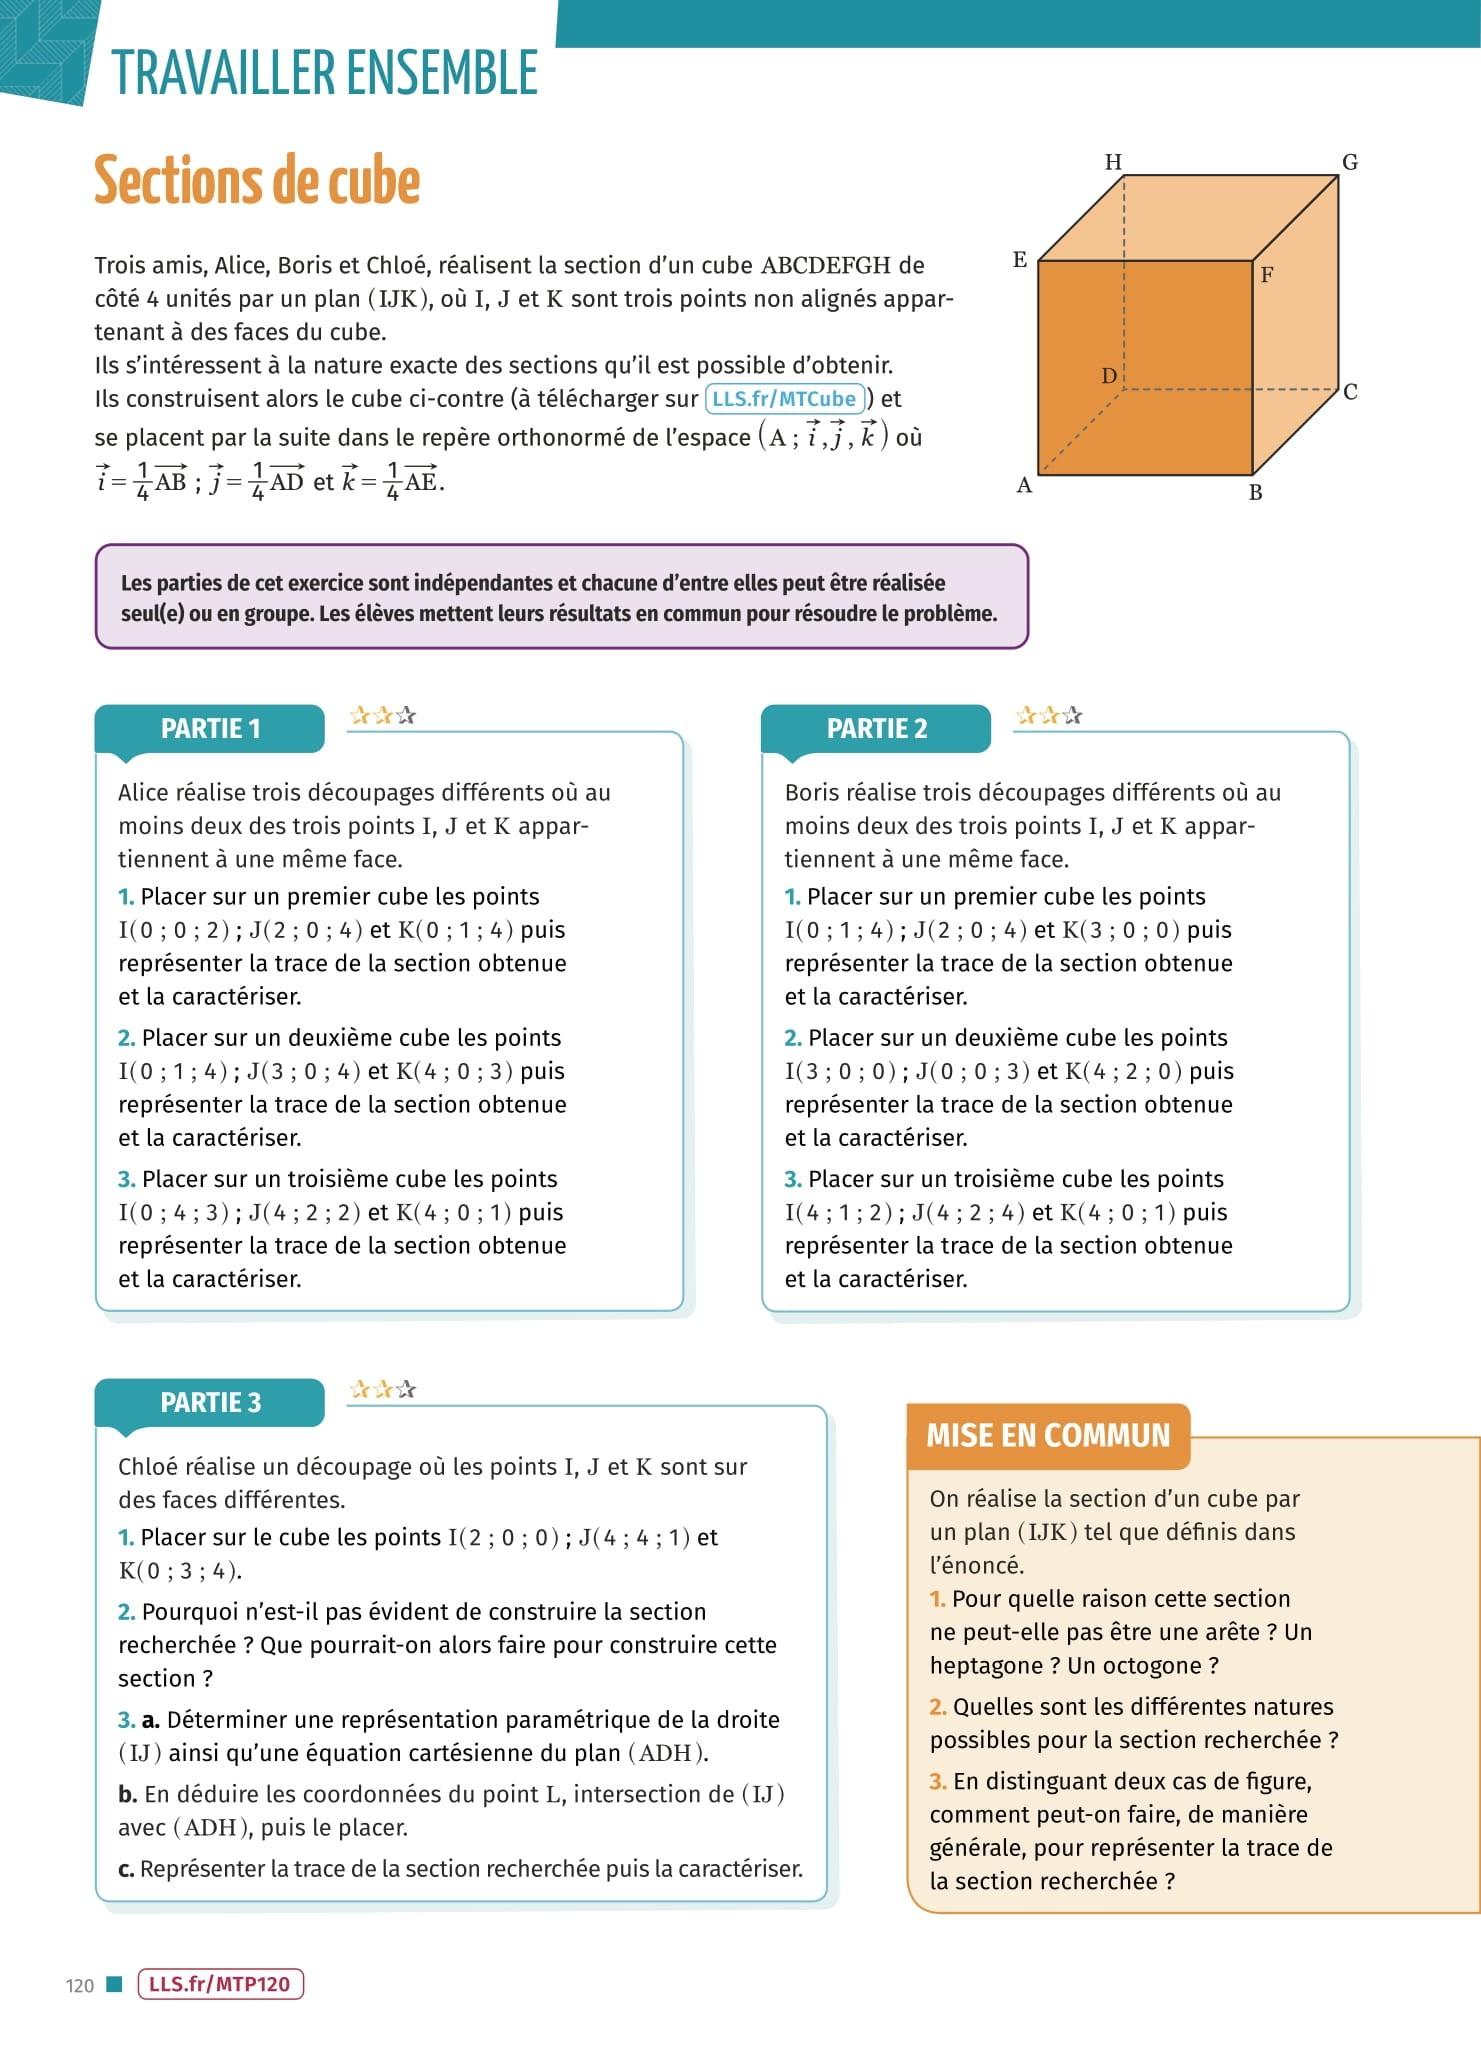 TRAVAILLER ENSEMBLE
Sections de cube
Trois amis, Alice, Boris et Chloé, réalisent la section d’un cube ABCDEFGH de
côté 4 unités par un plan (IJK), où I, J et K sont trois points non alignés appar-
tenant à des faces du cube.
Ils s’intéressent à la nature exacte des sections qu’il est possible d’obtenir.
Ils construisent alors le cube ci-contre (à télécharger sur LLS.fr/MTCube) et
se placent par la suite dans le repère orthonormé de l’espace (A ; i⃗, j⃗, k⃗) où
i⃗ = 1/4 AB⃗ ; j⃗ = 1/4 AD⃗ et k⃗ = 1/4 AE⃗.
H
G
E
F
D
C
A
B
Les parties de cet exercice sont indépendantes et chacune d’entre elles peut être réalisée
seul(e) ou en groupe. Les élèves mettent leurs résultats en commun pour résoudre le problème.
PARTIE 1
Alice réalise trois découpages différents où au
moins deux des trois points I, J et K appar-
tiennent à une même face.
1. Placer sur un premier cube les points
I(0 ; 0 ; 2) ; J(2 ; 0 ; 4) et K(0 ; 1 ; 4) puis
représenter la trace de la section obtenue
et la caractériser.
2. Placer sur un deuxième cube les points
I(0 ; 1 ; 4) ; J(3 ; 0 ; 4) et K(4 ; 0 ; 3) puis
représenter la trace de la section obtenue
et la caractériser.
3. Placer sur un troisième cube les points
I(0 ; 4 ; 3) ; J(4 ; 2 ; 2) et K(4 ; 0 ; 1) puis
représenter la trace de la section obtenue
et la caractériser.
PARTIE 2
Boris réalise trois découpages différents où au
moins deux des trois points I, J et K appar-
tiennent à une même face.
1. Placer sur un premier cube les points
I(0 ; 1 ; 4) ; J(2 ; 0 ; 4) et K(3 ; 0 ; 0) puis
représenter la trace de la section obtenue
et la caractériser.
2. Placer sur un deuxième cube les points
I(3 ; 0 ; 0) ; J(0 ; 0 ; 3) et K(4 ; 2 ; 0) puis
représenter la trace de la section obtenue
et la caractériser.
3. Placer sur un troisième cube les points
I(4 ; 1 ; 2) ; J(4 ; 2 ; 4) et K(4 ; 0 ; 1) puis
représenter la trace de la section obtenue
et la caractériser.
PARTIE 3
Chloé réalise un découpage où les points I, J et K sont sur
des faces différentes.
1. Placer sur le cube les points I(2 ; 0 ; 0) ; J(4 ; 4 ; 1) et
K(0 ; 3 ; 4).
2. Pourquoi n’est-il pas évident de construire la section
recherchée ? Que pourrait-on alors faire pour construire cette
section ?
3. a. Déterminer une représentation paramétrique de la droite
(IJ) ainsi qu’une équation cartésienne du plan (ADH).
b. En déduire les coordonnées du point L, intersection de (IJ)
avec (ADH), puis le placer.
c. Représenter la trace de la section recherchée puis la caractériser.
MISE EN COMMUN
On réalise la section d’un cube par
un plan (IJK) tel que définis dans
l’énoncé.
1. Pour quelle raison cette section
ne peut-elle pas être une arête ? Un
heptagone ? Un octogone ?
2. Quelles sont les différentes natures
possibles pour la section recherchée ?
3. En distinguant deux cas de figure,
comment peut-on faire, de manière
générale, pour représenter la trace de
la section recherchée ?
120
LLS.fr/MTP120